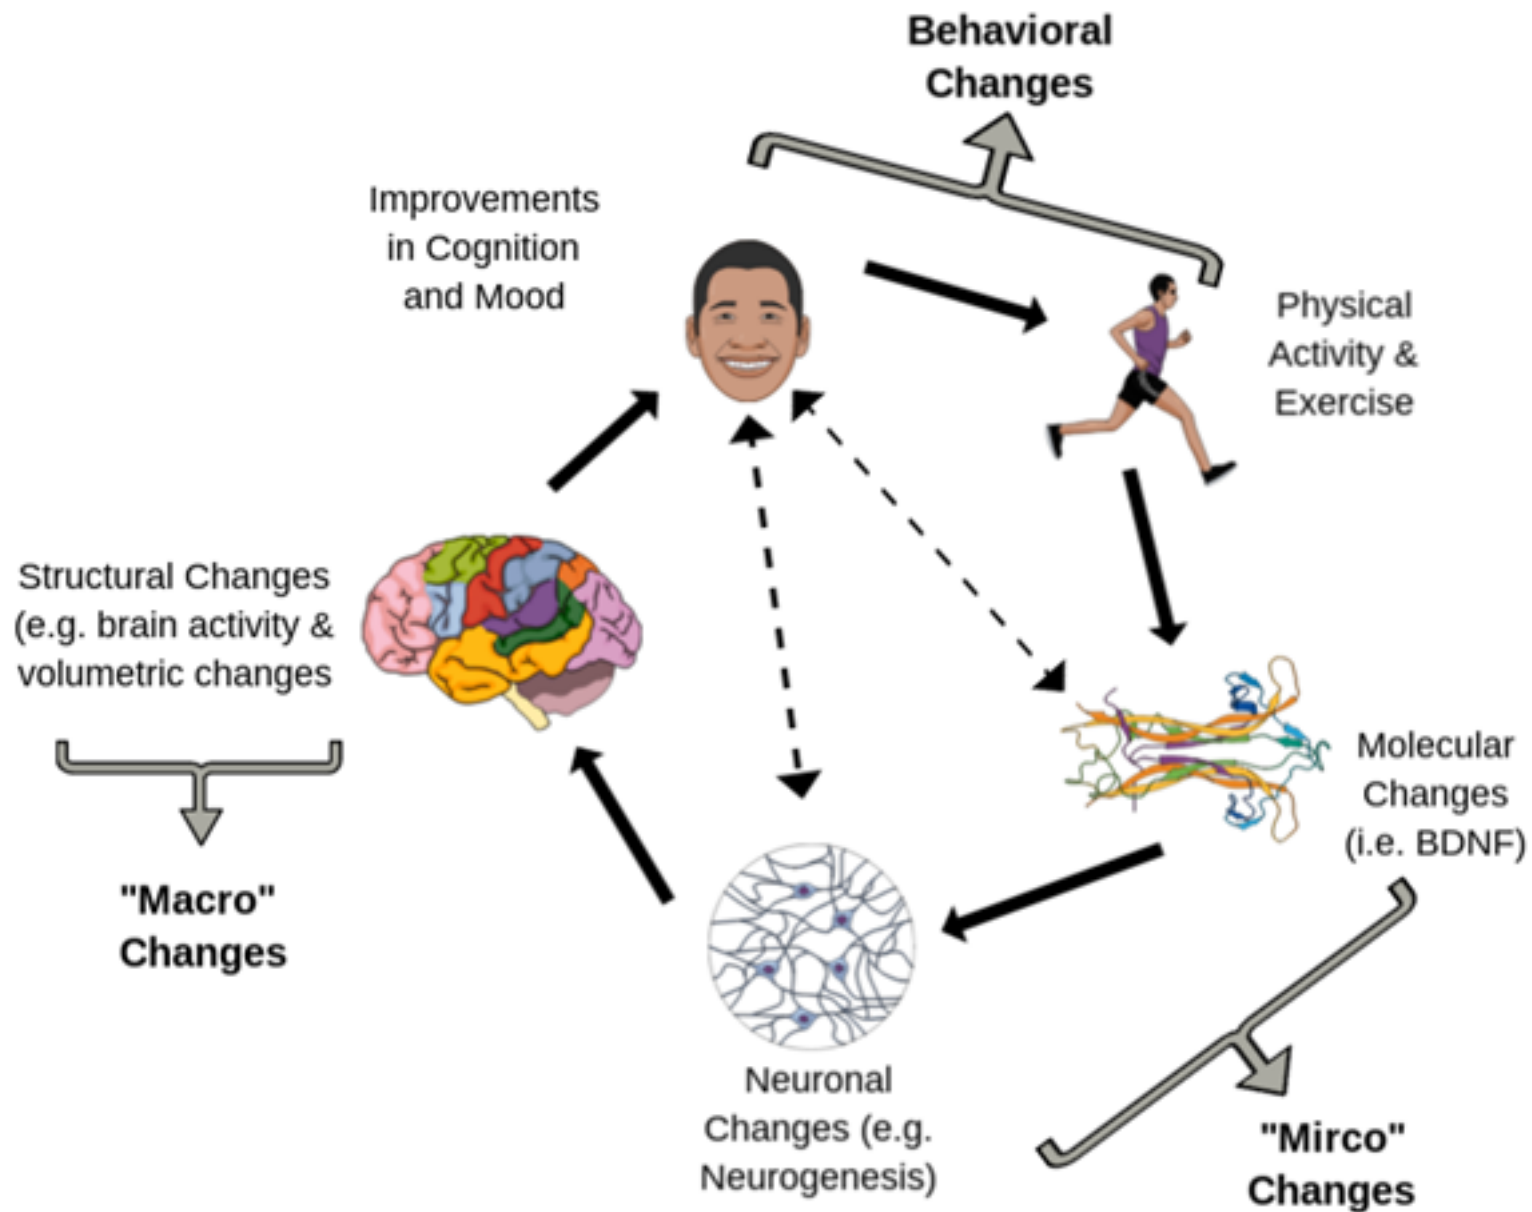 Behavioral
Changes
Improvements
in Cognition
and Mood
Physical
Activity &
Exercise
Structural Changes
(e.g. brain activity &
volumetric changes
Molecular
Changes
(i.e. BDNF)
"Macro"
Changes
Neuronal
Changes (e.g.
Neurogenesis)
"Mirco"
Changes